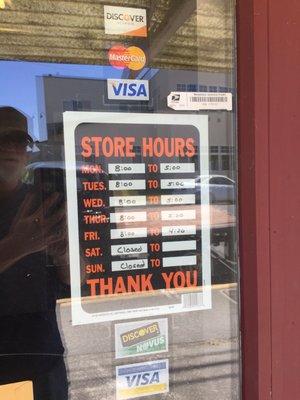 DISCOVER
MasterCard
VISA
STORE HOURS
MON. 8:00 TO 5:00
TUES. 8:00 TO 5:00
WED. 8:00 TO 5:00
THUR. 8:00 TO 5:00
FRI. 8:00 TO 4:30
SAT. Closed TO
SUN. Closed TO
THANK YOU
DISCOVER
NOVUS
VISA